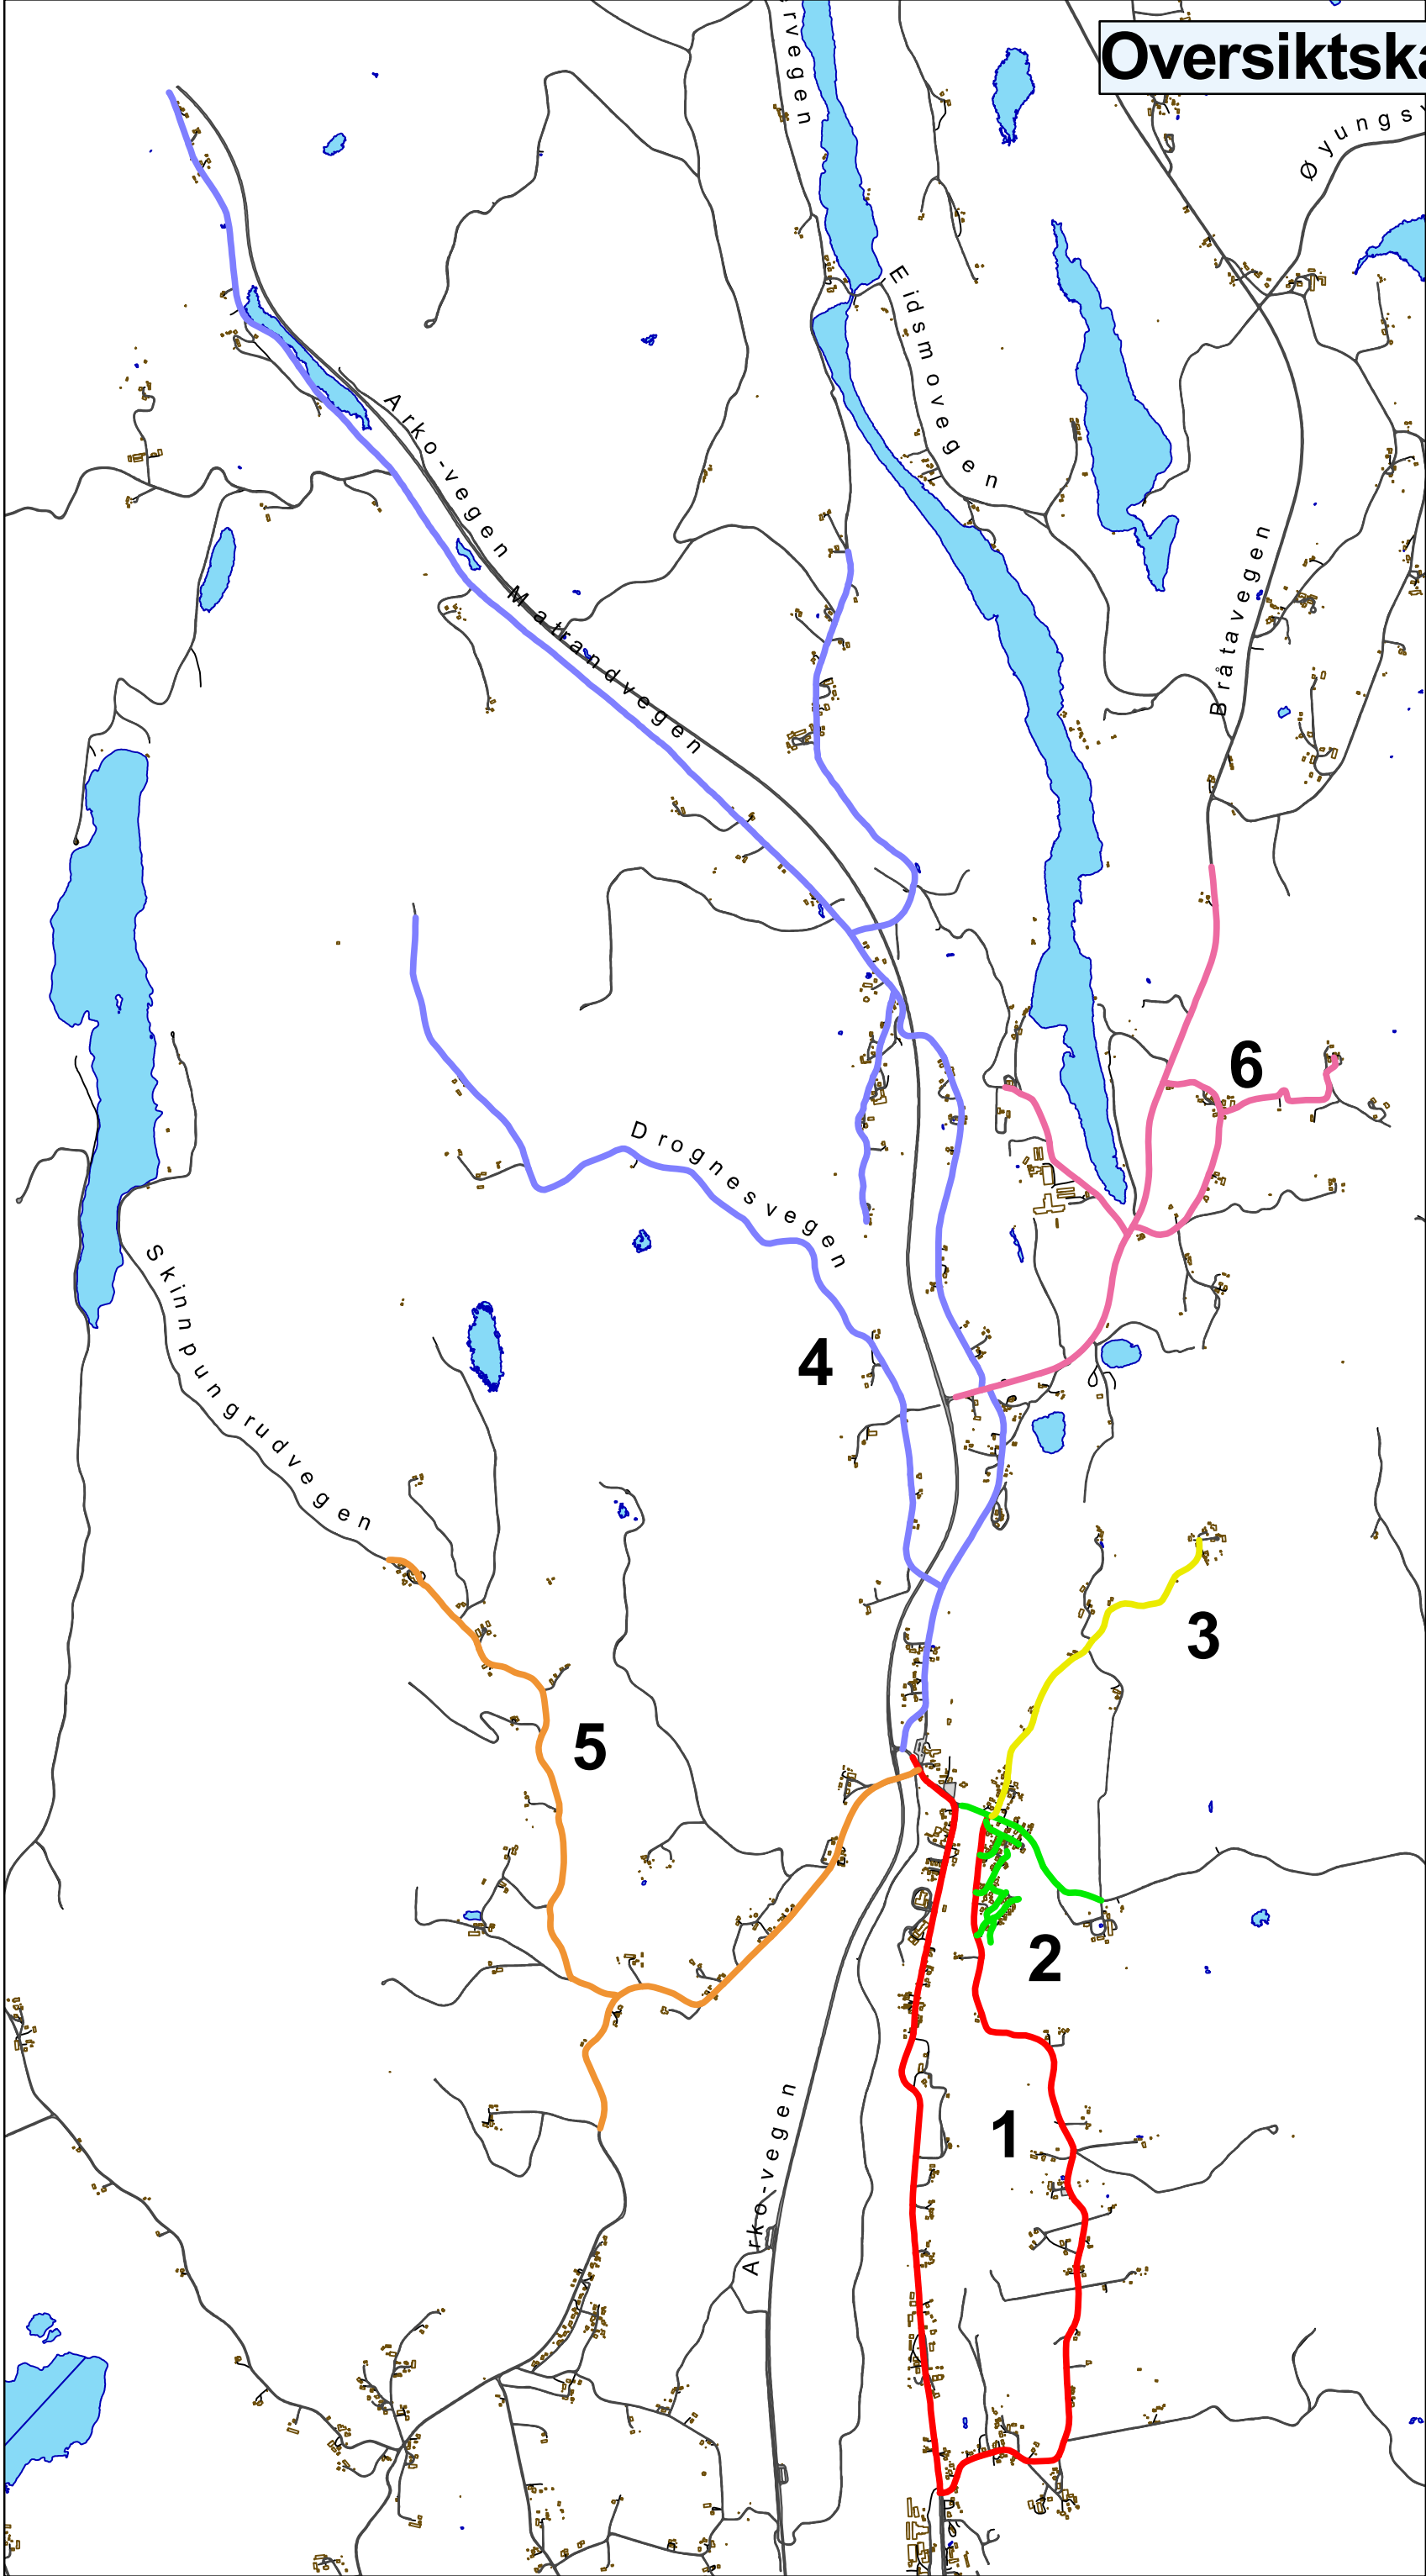 Oversiktska
rvegen
Øyungsv
Eidsmovegen
Arko-vegen
Matrandvegen
Bråtavegen
6
Drognesvegen
Skinnpungrudvegen
4
3
5
2
1
Arko-vegen